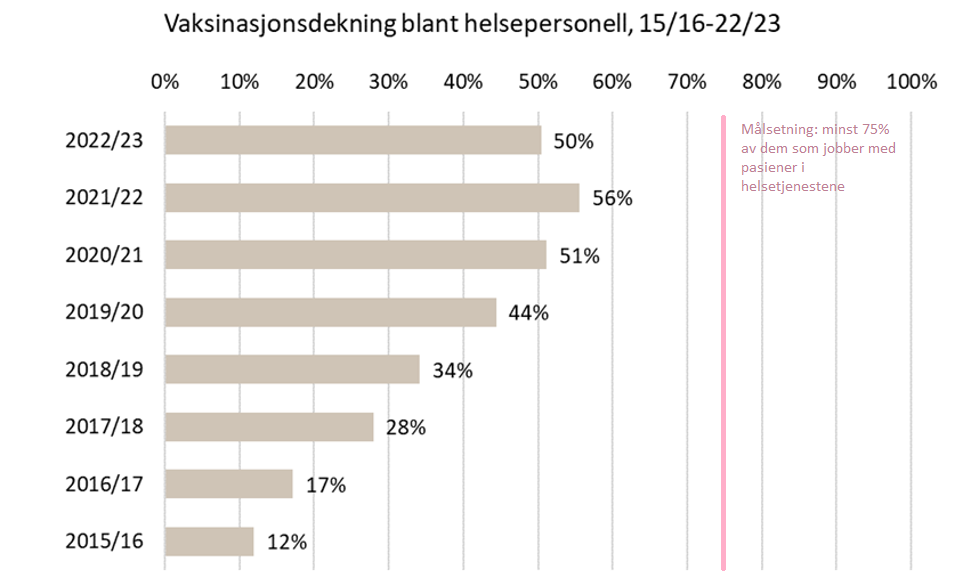 Vaksinasjonsdekning blant helsepersonell, 15/16-22/23
0% 10% 20% 30% 40% 50% 60% 70% 80% 90% 100%
2022/23 50%
Målsetning: minst 75%
av dem som jobber med
pasiener i
helsetjenestene
2021/22 56%
2020/21 51%
2019/20 44%
2018/19 34%
2017/18 28%
2016/17 17%
2015/16 12%